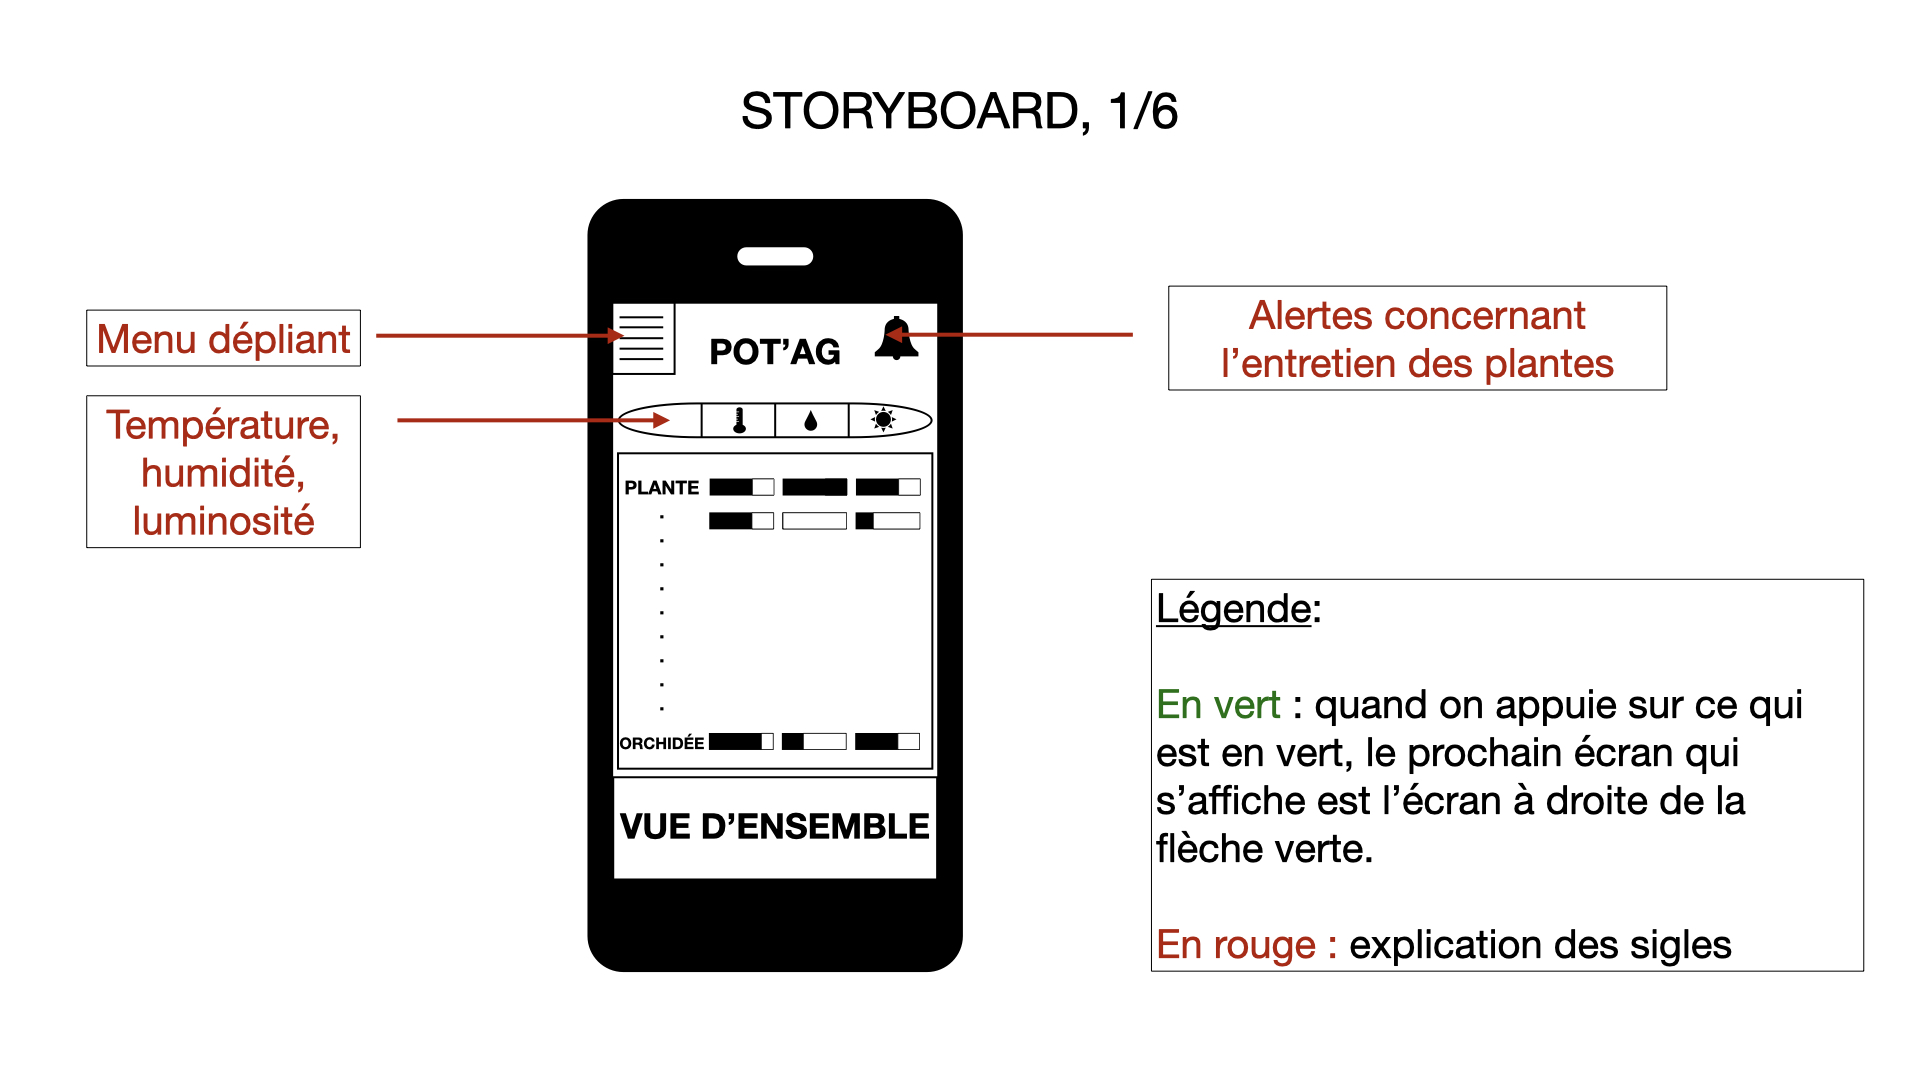 STORYBOARD, 1/6
Menu dépliant
Température,
humidité,
luminosité
POT’AG
PLANTE
ORCHIDÉE
VUE D’ENSEMBLE
Alertes concernant
l’entretien des plantes
Légende:
En vert : quand on appuie sur ce qui
est en vert, le prochain écran qui
s’affiche est l’écran à droite de la
flèche verte.
En rouge : explication des sigles